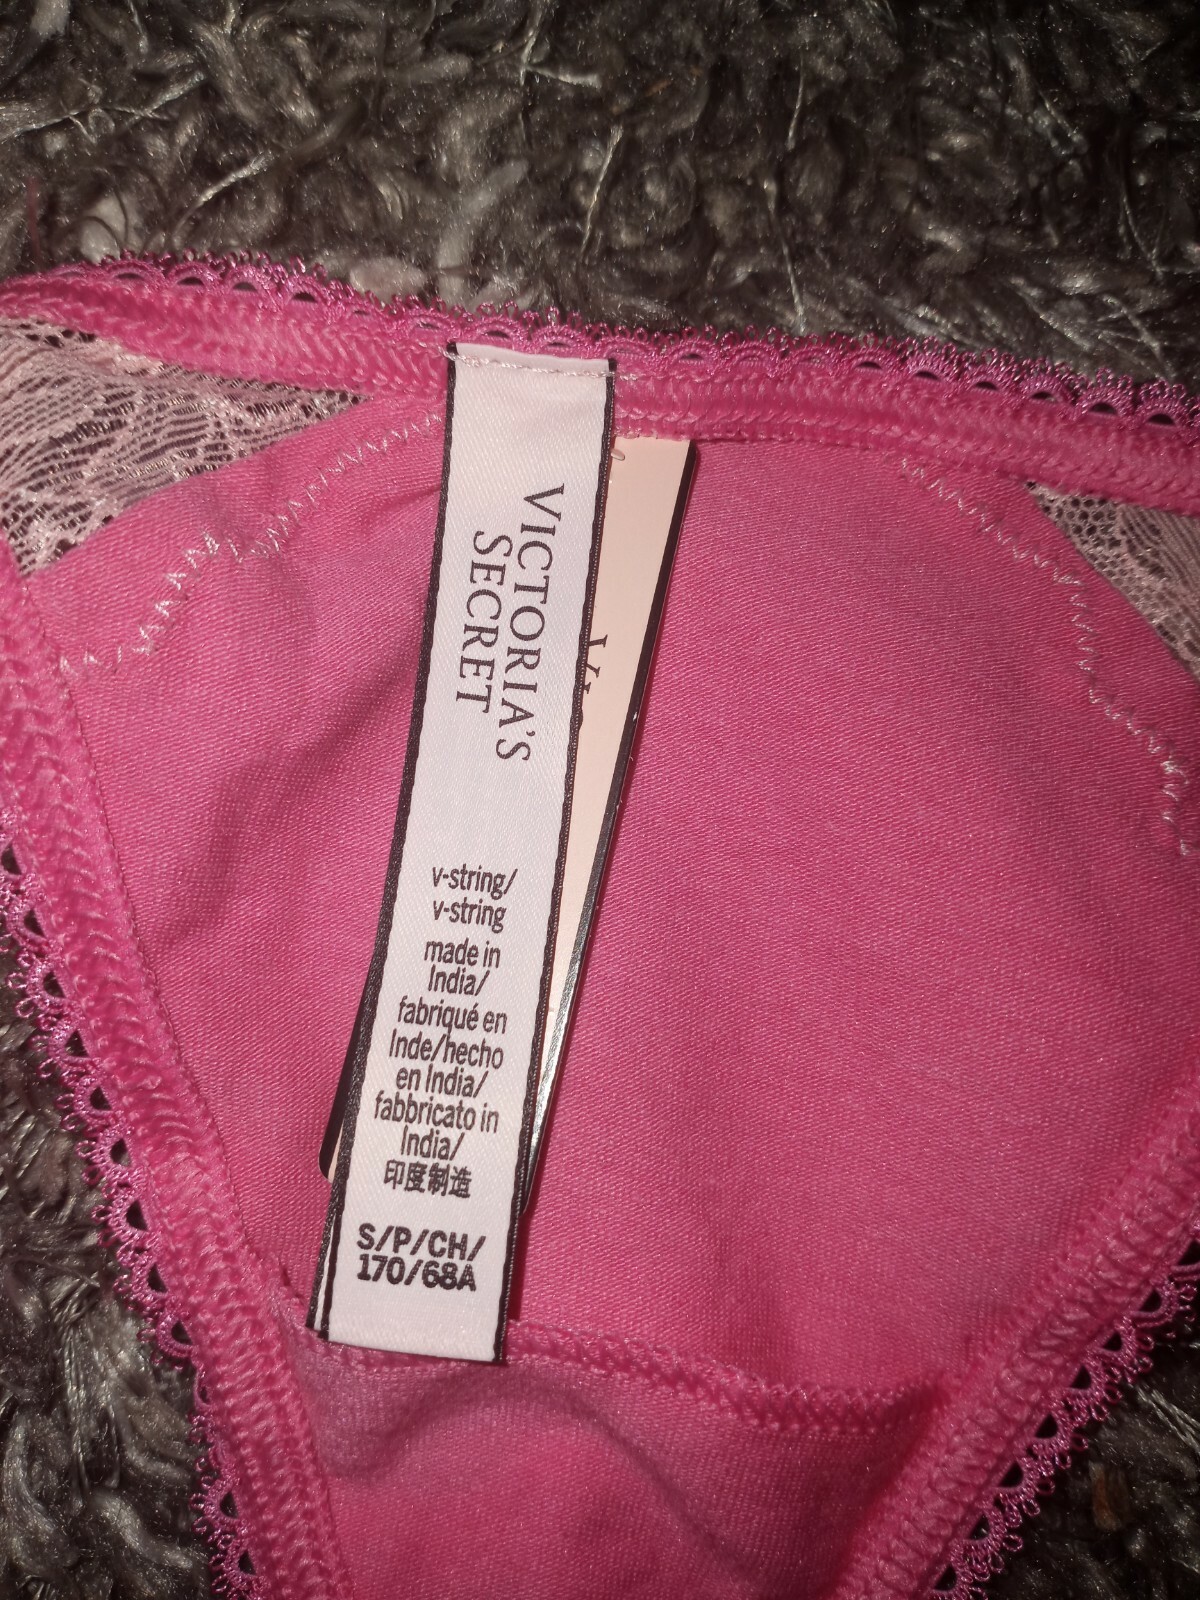 VICTORIA'S
SECRET
v-string/
v-string
made in
India/
fabriqué en
Inde/hecho
en India/
fabbricato in
India/
印度制造
S/P/CH/
170/68A